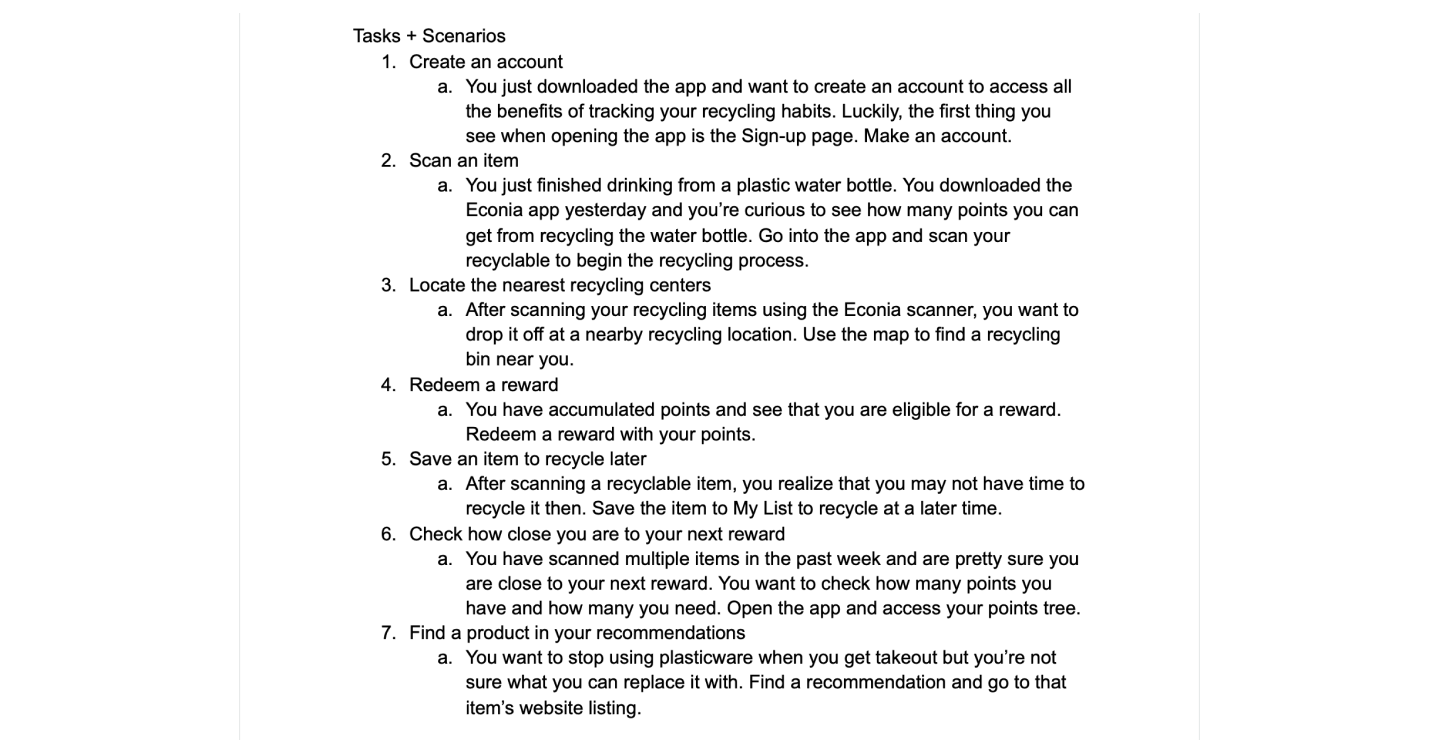 Tasks + Scenarios
1. Create an account
a. You just downloaded the app and want to create an account to access all
the benefits of tracking your recycling habits. Luckily, the first thing you
see when opening the app is the Sign-up page. Make an account.
2. Scan an item
a. You just finished drinking from a plastic water bottle. You downloaded the
Econia app yesterday and you’re curious to see how many points you can
get from recycling the water bottle. Go into the app and scan your
recyclable to begin the recycling process.
3. Locate the nearest recycling centers
a. After scanning your recycling items using the Econia scanner, you want to
drop it off at a nearby recycling location. Use the map to find a recycling
bin near you.
4. Redeem a reward
a. You have accumulated points and see that you are eligible for a reward.
Redeem a reward with your points.
5. Save an item to recycle later
a. After scanning a recyclable item, you realize that you may not have time to
recycle it then. Save the item to My List to recycle at a later time.
6. Check how close you are to your next reward
a. You have scanned multiple items in the past week and are pretty sure you
are close to your next reward. You want to check how many points you
have and how many you need. Open the app and access your points tree.
7. Find a product in your recommendations
a. You want to stop using plasticware when you get takeout but you’re not
sure what you can replace it with. Find a recommendation and go to that
item’s website listing.